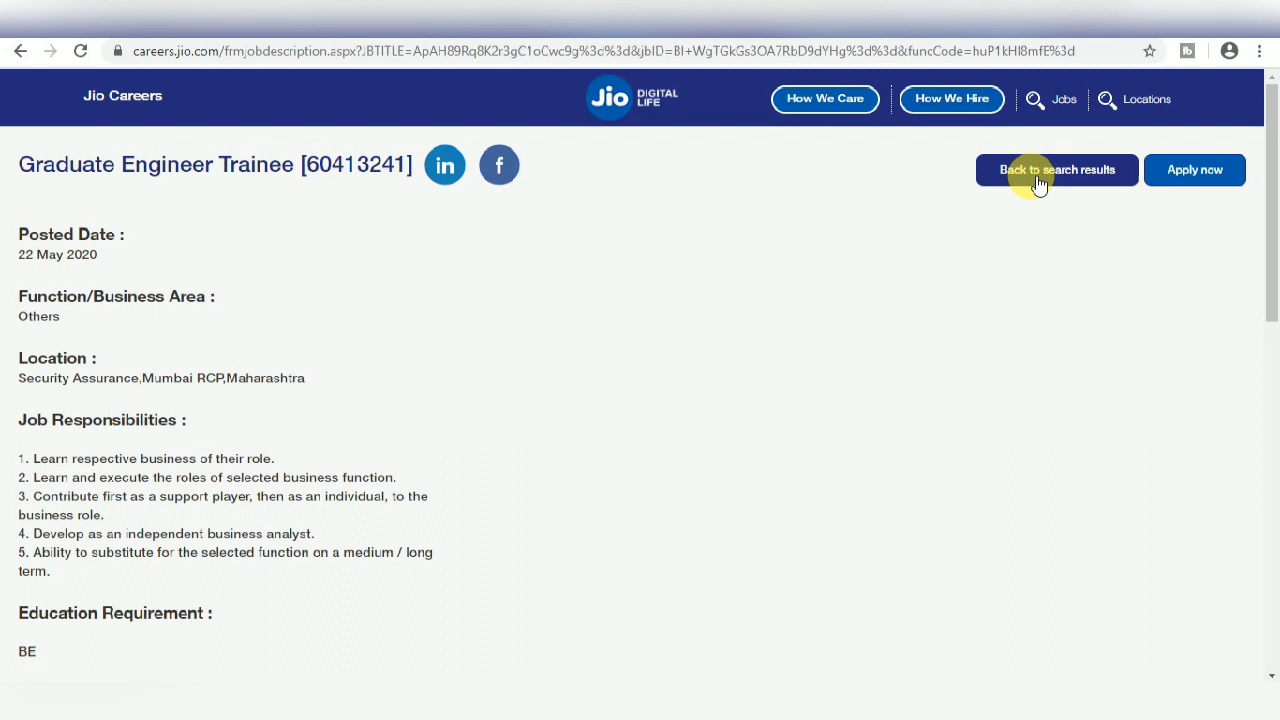 careers.jio.com/frmjobdescription.aspx?JBTITLE=ApAH89Rq8K2r3gC1oCwc9g%3d%3d&jbID=BI+WgTGkGs3OA7RbD9dYHg%3d%3d&funcCode=huP1kHI8mfE%3d
Jio Careers
Jio DIGITAL LIFE
How We Care
How We Hire
Jobs
Locations
Graduate Engineer Trainee [60413241]
in
f
Back to search results
Apply now
Posted Date :
22 May 2020
Function/Business Area :
Others
Location :
Security Assurance,Mumbai RCP,Maharashtra
Job Responsibilities :
1. Learn respective business of their role.
2. Learn and execute the roles of selected business function.
3. Contribute first as a support player, then as an individual, to the
business role.
4. Develop as an independent business analyst.
5. Ability to substitute for the selected function on a medium / long
term.
Education Requirement :
BE